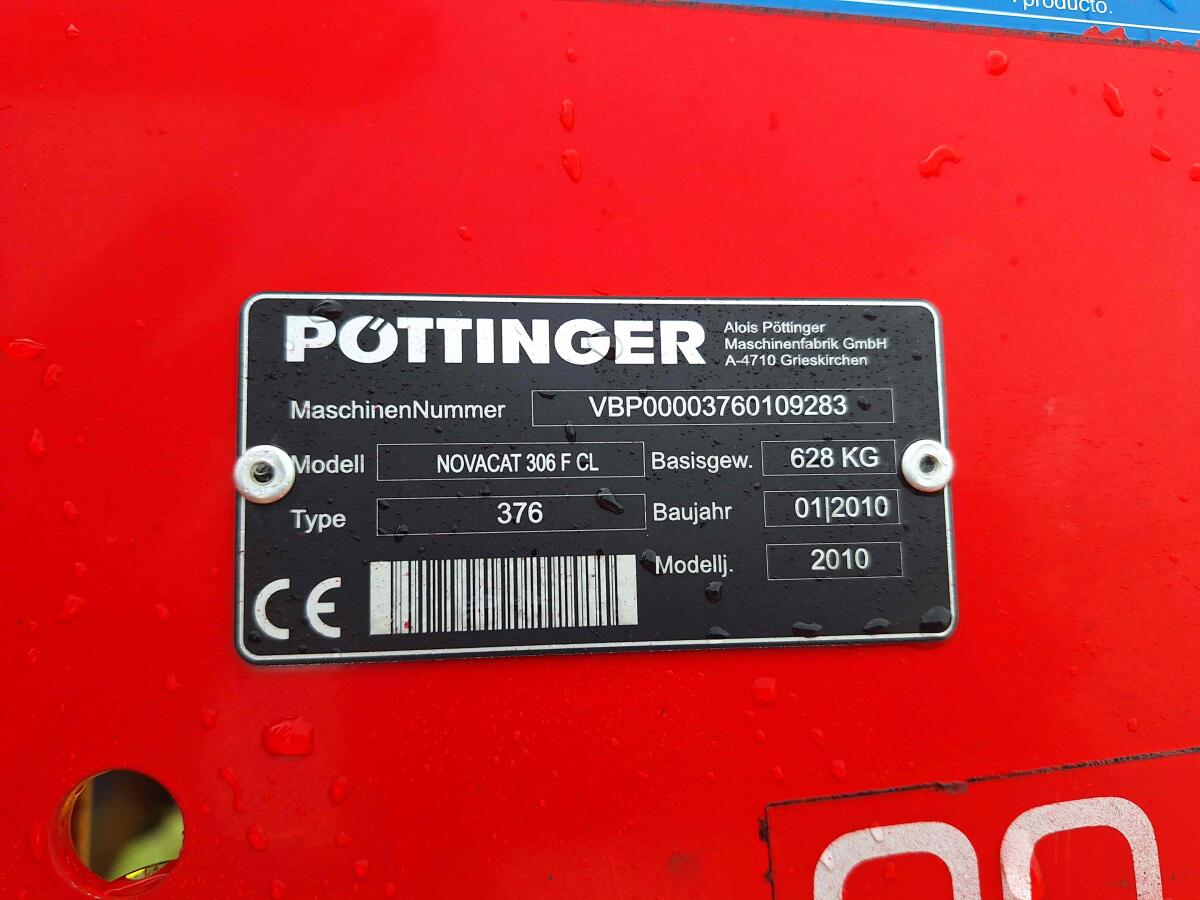 producto.
PÖTTINGER
Alois Pöttinger
Maschinenfabrik GmbH
A-4710 Grieskirchen
MaschinenNummer VBP00003760109283
Modell NOVACAT 306 F CL Basisgew. 628 KG
Type 376 Baujahr 01|2010
CE Modellj. 2010